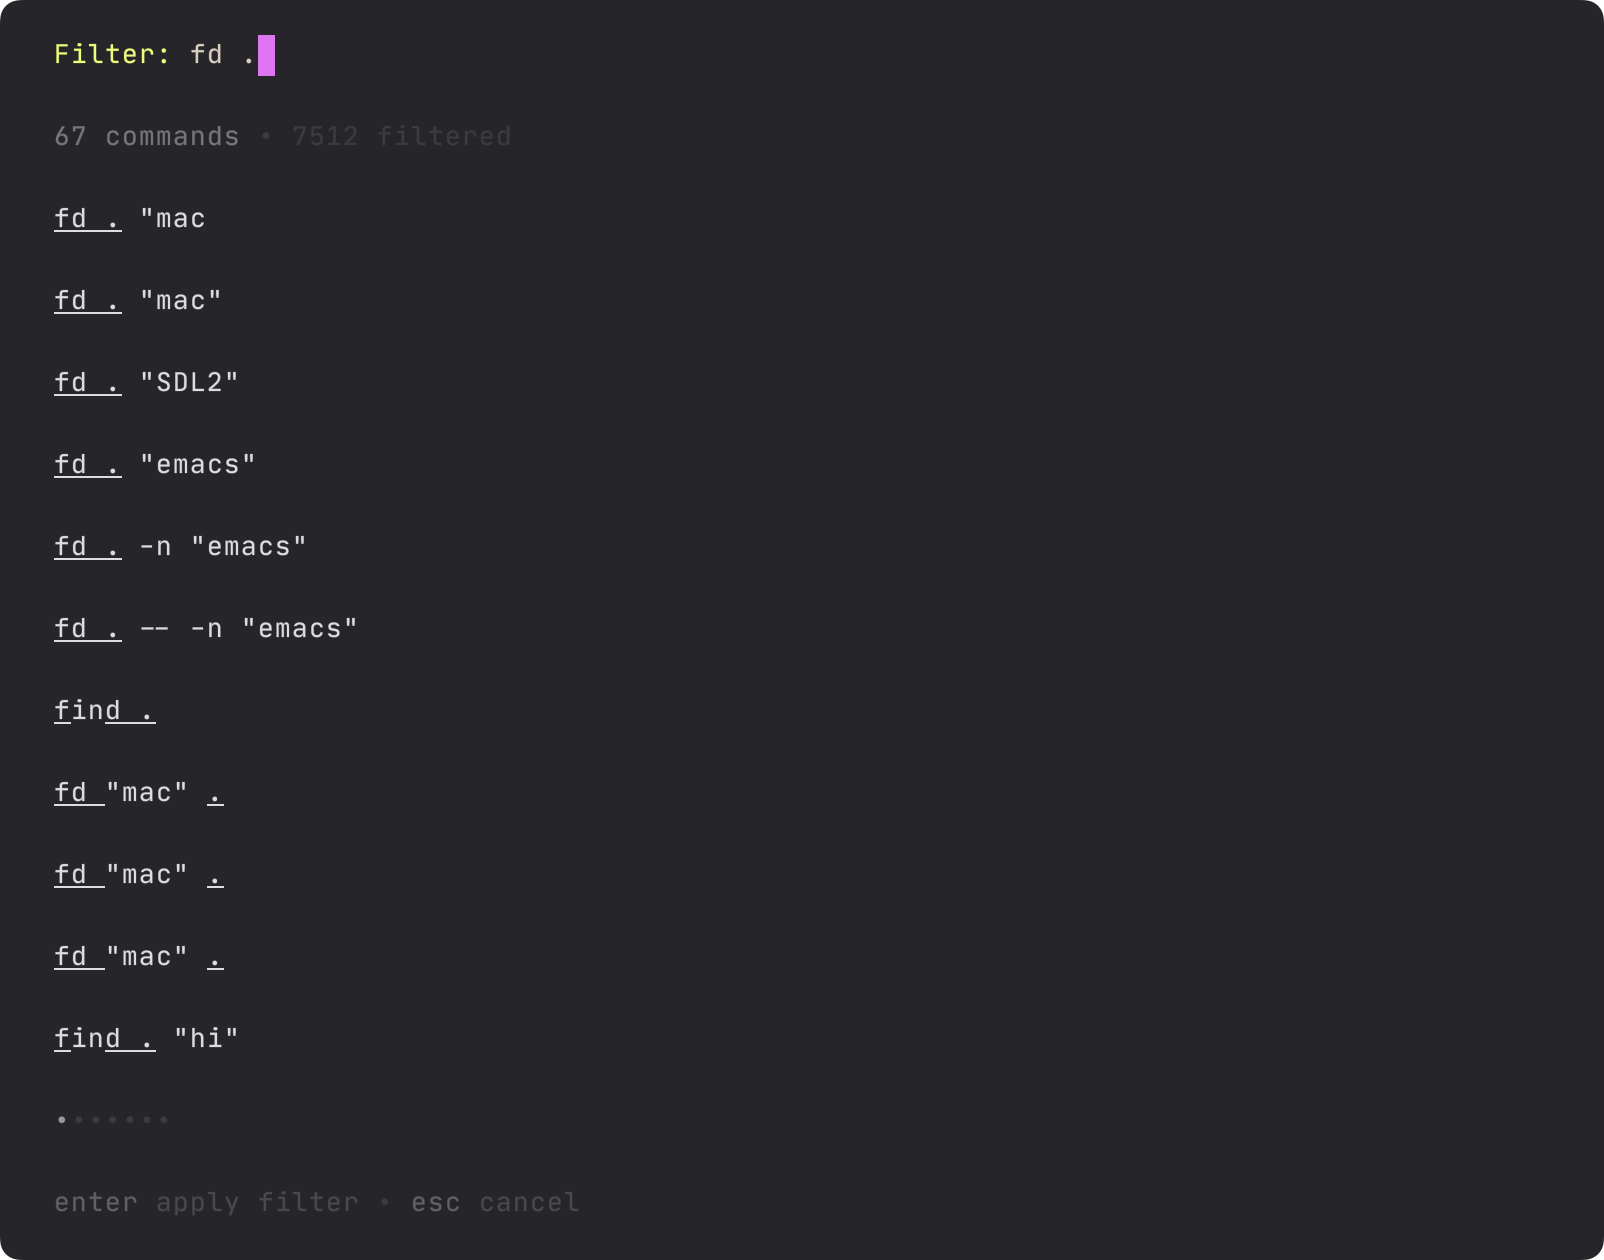 Filter: fd .
67 commands • 7512 filtered
fd . "mac
fd . "mac"
fd . "SDL2"
fd . "emacs"
fd . -n "emacs"
fd . -- -n "emacs"
find .
fd "mac" .
fd "mac" .
fd "mac" .
find . "hi"
•••••••
enter apply filter • esc cancel